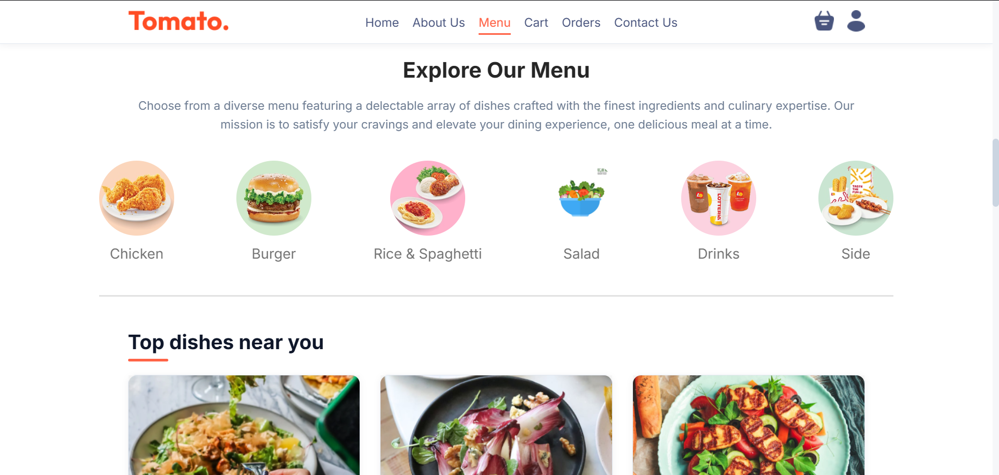 Tomato.
Home About Us Menu Cart Orders Contact Us
Explore Our Menu
Choose from a diverse menu featuring a delectable array of dishes crafted with the finest ingredients and culinary expertise. Our
mission is to satisfy your cravings and elevate your dining experience, one delicious meal at a time.
LOTTERIA
TASTE
THE
FUN
Chicken Burger Rice & Spaghetti Salad Drinks Side
Top dishes near you